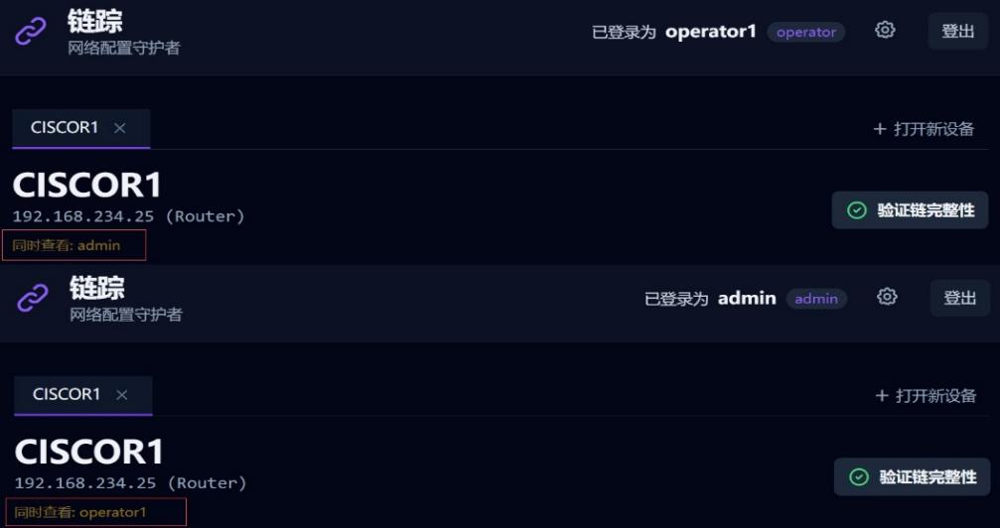 链踪
网络配置守护者
已登录为 operator1 operator 登出
CISCOR1 ×
+ 打开新设备
CISCOR1
192.168.234.25 (Router)
验证链完整性
同时查看: admin
链踪
网络配置守护者
已登录为 admin admin 登出
CISCOR1 ×
+ 打开新设备
CISCOR1
192.168.234.25 (Router)
验证链完整性
同时查看: operator1